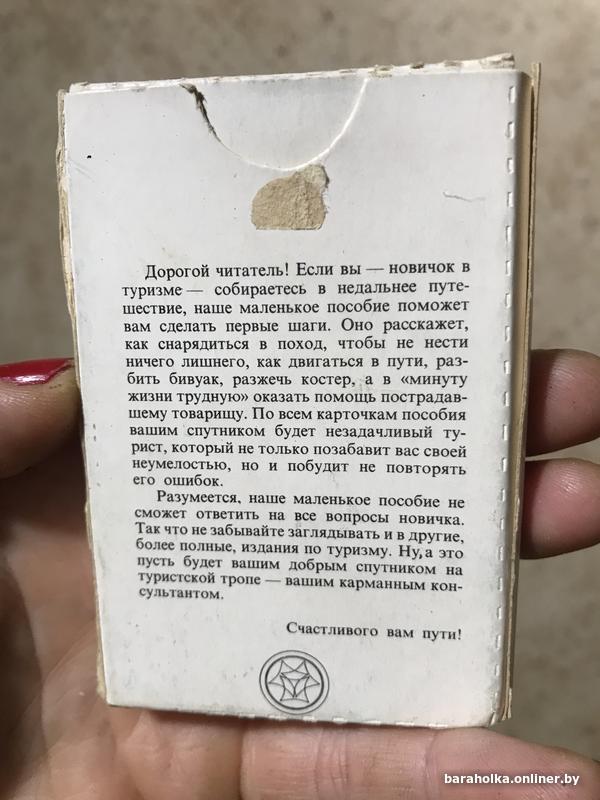 Дорогой читатель! Если вы — новичок в
туризме — собираетесь в недальнее путе-
шествие, наше маленькое пособие поможет
вам сделать первые шаги. Оно расскажет,
как снарядиться в поход, чтобы не нести
ничего лишнего, как двигаться в пути, раз-
бить бивуак, разжечь костер, а в «минуту
жизни трудную» оказать помощь пострадав-
шему товарищу. По всем карточкам пособия
вашим спутником будет незадачливый ту-
рист, который не только позабавит вас своей
неумелостью, но и побудит не повторять
его ошибок.
Разумеется, наше маленькое пособие не
сможет ответить на все вопросы новичка.
Так что не забывайте заглядывать и в другие,
более полные, издания по туризму. Ну, а это
пусть будет вашим добрым спутником на
туристской тропе — вашим карманным кон-
сультантом.
Счастливого вам пути!
baraholka.onliner.by